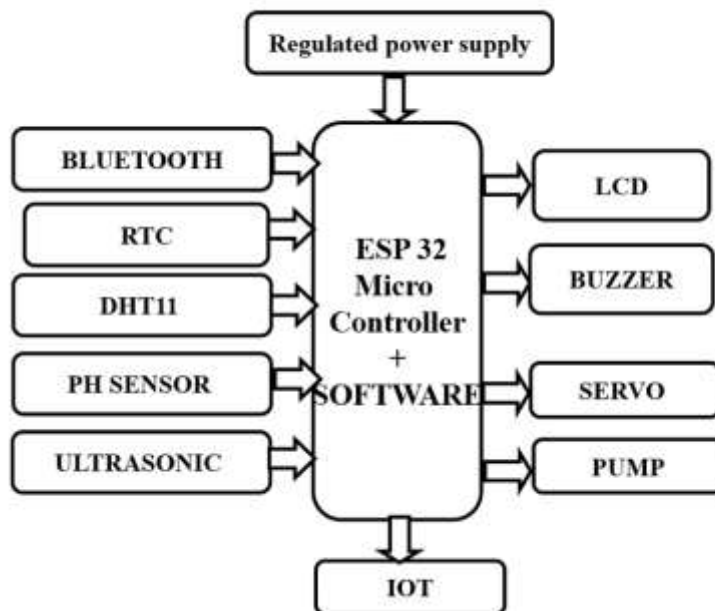 Regulated power supply
BLUETOOTH
RTC
DHT11
PH SENSOR
ULTRASONIC
ESP 32
Micro
Controller
+
SOFTWARE
LCD
BUZZER
SERVO
PUMP
IOT